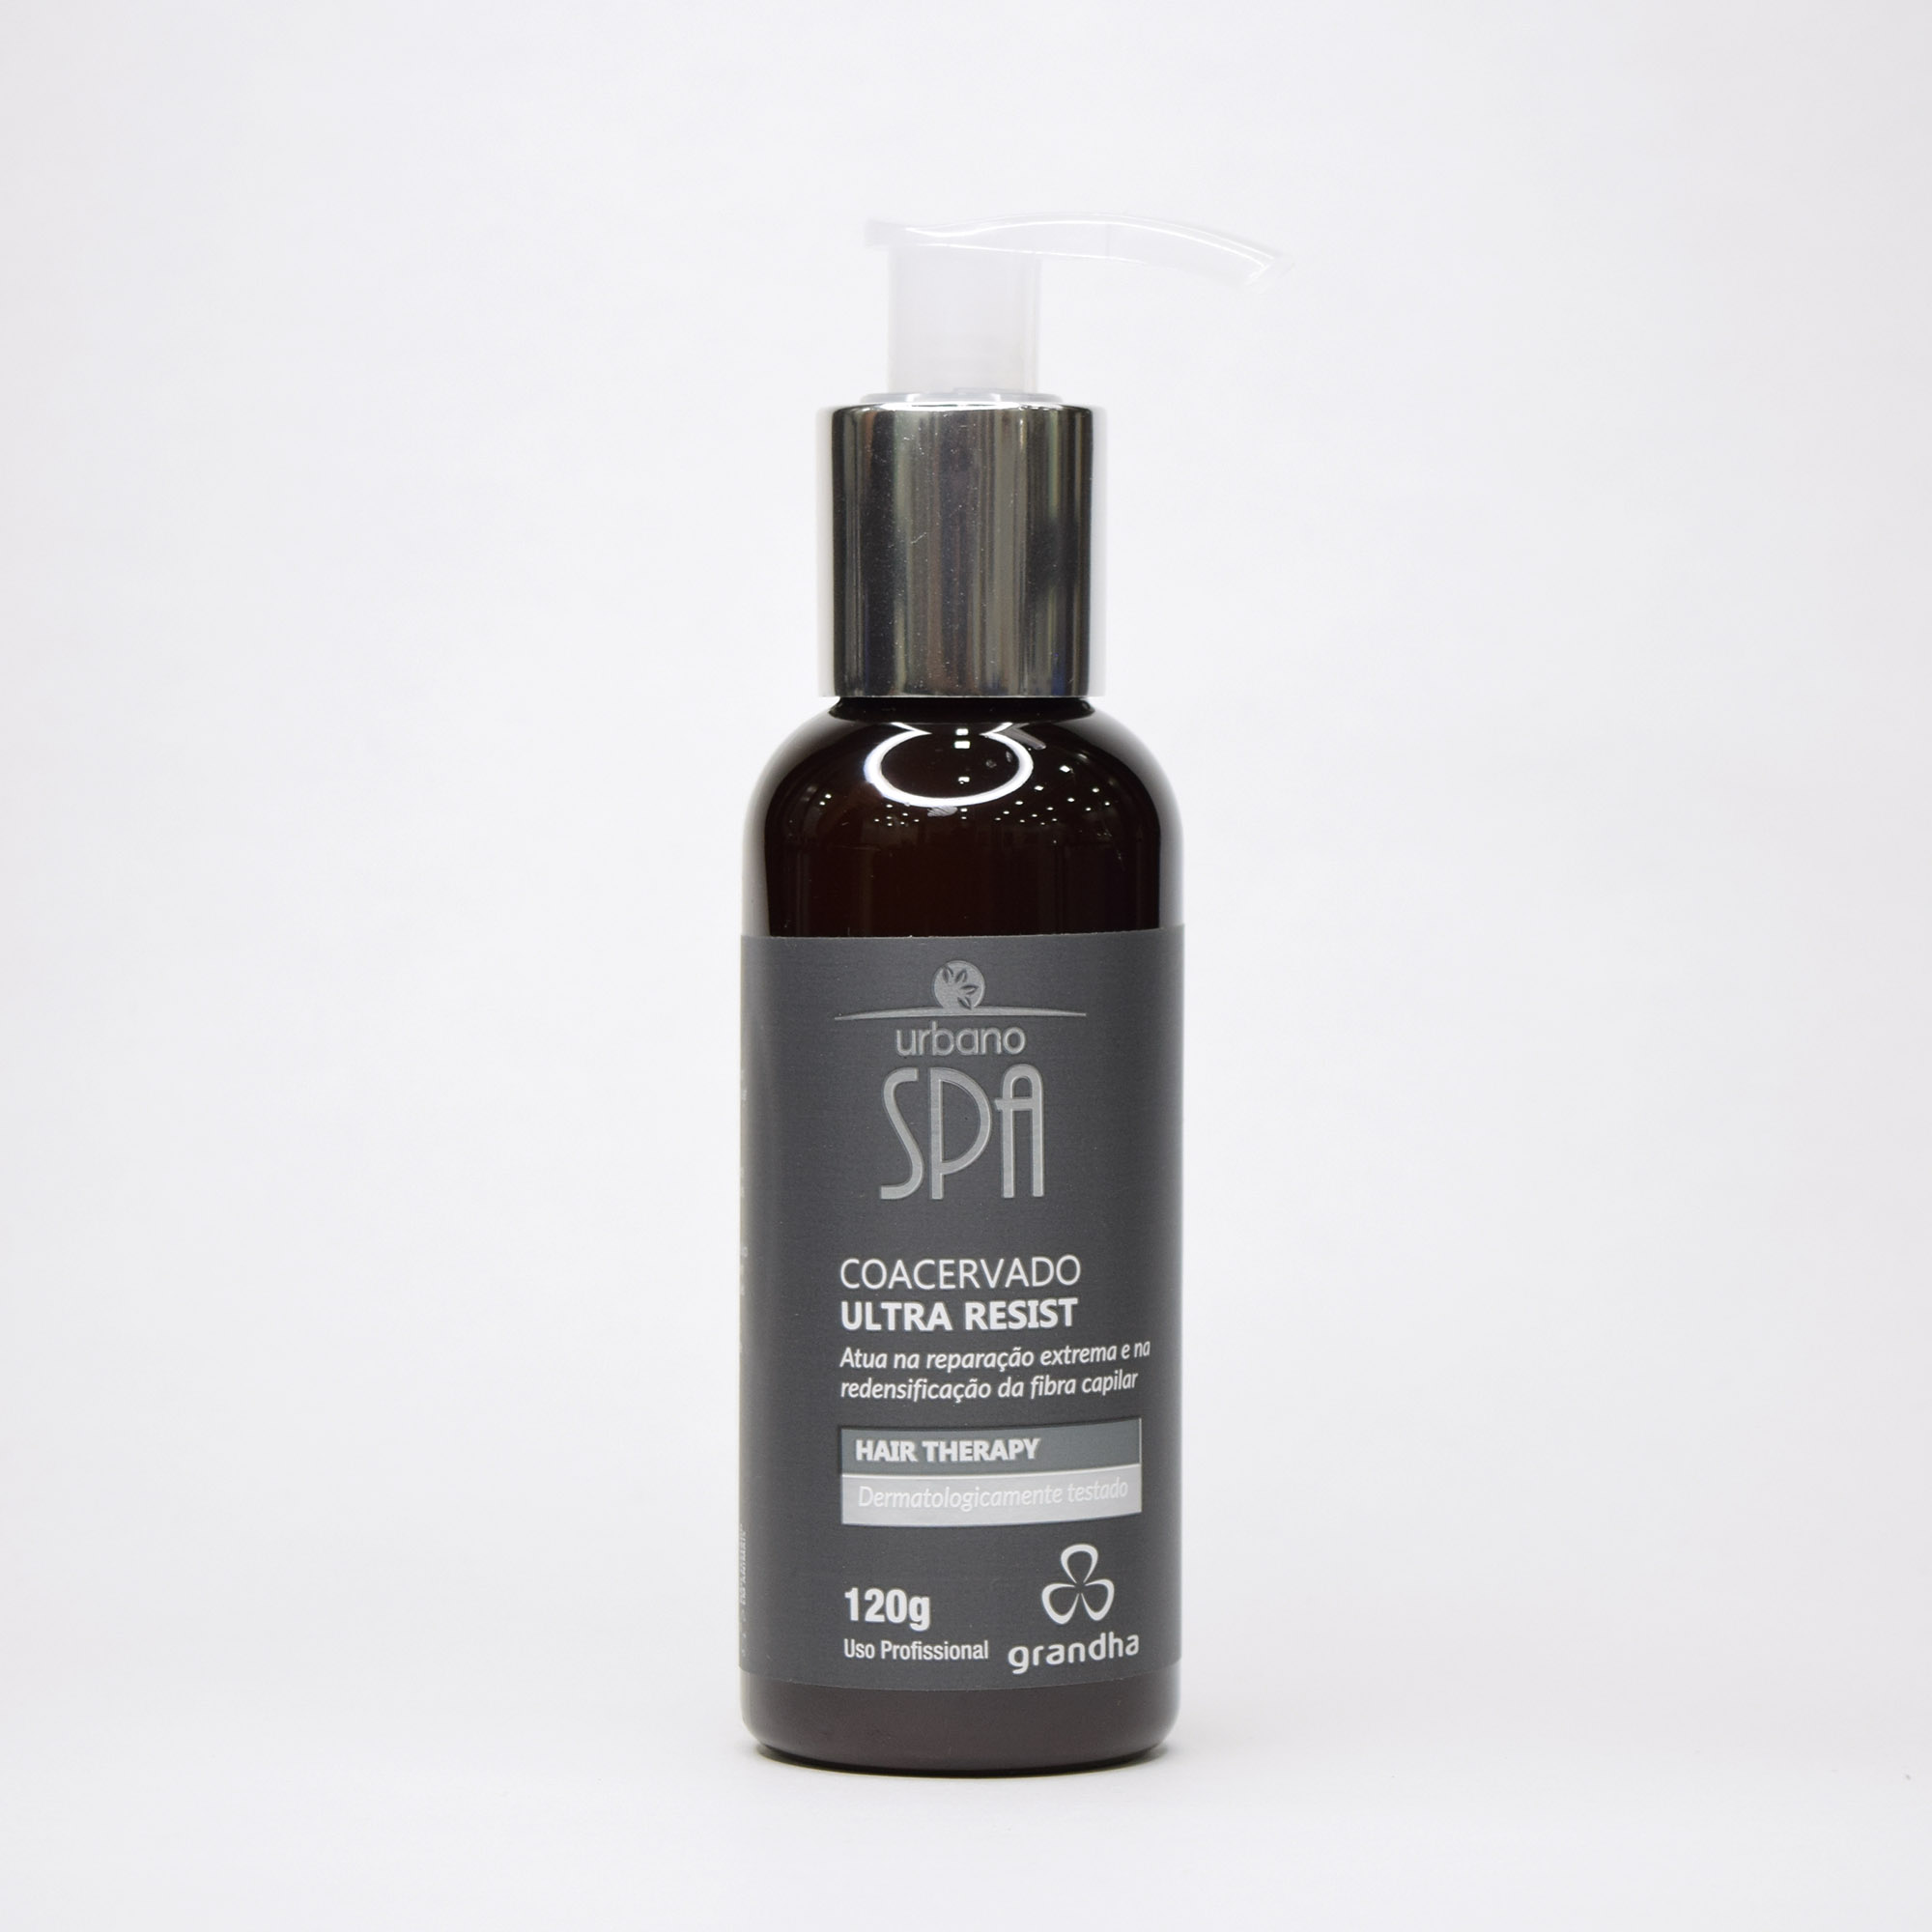 urbano
SPA
COACERVADO
ULTRA RESIST
Atua na reparação extrema e na
redensificação da fibra capilar
HAIR THERAPY
Dermatologicamente testado
120g
Uso Profissional
grandha